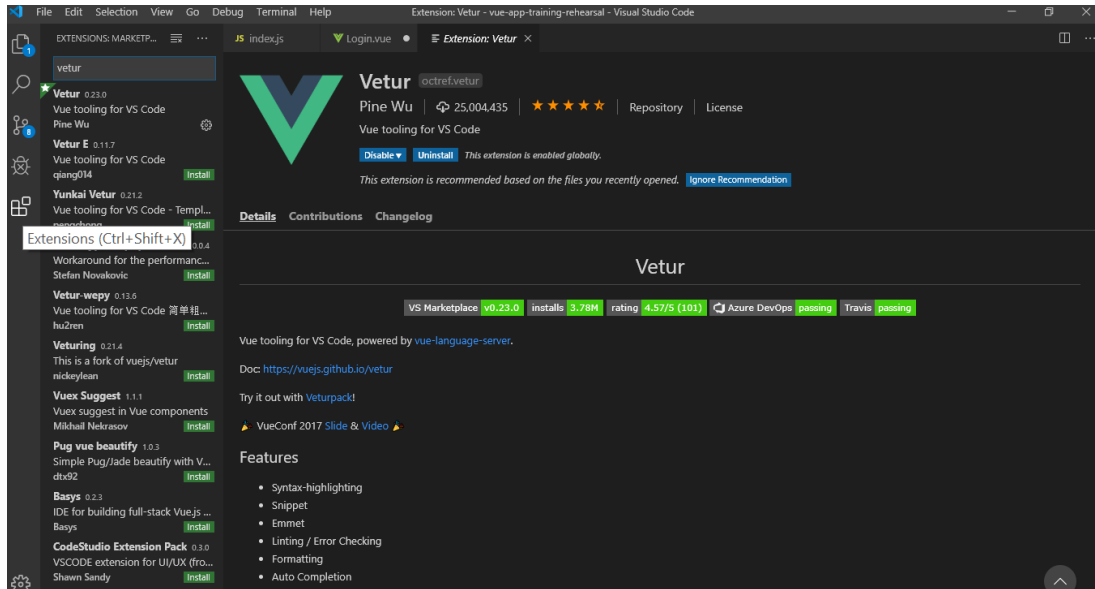 File Edit Selection View Go Debug Terminal Help Extension: Vetur - vue-app-training-rehearsal - Visual Studio Code
EXTENSIONS: MARKETP...
vetur
Vetur 0.23.0
Vue tooling for VS Code
Pine Wu
Vetur E 0.11.7
Vue tooling for VS Code
qiang014 Install
Yunkai Vetur 0.21.2
Vue tooling for VS Code - Templ...
Install
Extensions (Ctrl+Shift+X) 0.0.4
Workaround for the performanc...
Stefan Novakovic Install
Vetur-wepy 0.13.6
Vue tooling for VS Code 简单粗...
hu2ren Install
Veturing 0.21.4
This is a fork of vuejs/vetur
nickeylean Install
Vuex Suggest 1.1.1
Vuex suggest in Vue components
Mikhail Nekrasov Install
Pug vue beautify 1.0.3
Simple Pug/Jade beautify with V...
dtx92 Install
Basys 0.2.3
IDE for building full-stack Vue.js ...
Basys Install
CodeStudio Extension Pack 0.3.0
VSCODE extension for UI/UX (fro...
Shawn Sandy Install
1
8
JS index.js Login.vue Extension: Vetur
Vetur octref.vetur
Pine Wu 25,004,435 Repository License
Vue tooling for VS Code
Disable Uninstall This extension is enabled globally.
This extension is recommended based on the files you recently opened. Ignore Recommendation
Details Contributions Changelog
Vetur
VS Marketplace v0.23.0 installs 3.78M rating 4.57/5 (101) Azure DevOps passing Travis passing
Vue tooling for VS Code, powered by vue-language-server.
Doc: https://vuejs.github.io/vetur
Try it out with Veturpack!
🎉 VueConf 2017 Slide & Video 🎉
Features
• Syntax-highlighting
• Snippet
• Emmet
• Linting / Error Checking
• Formatting
• Auto Completion